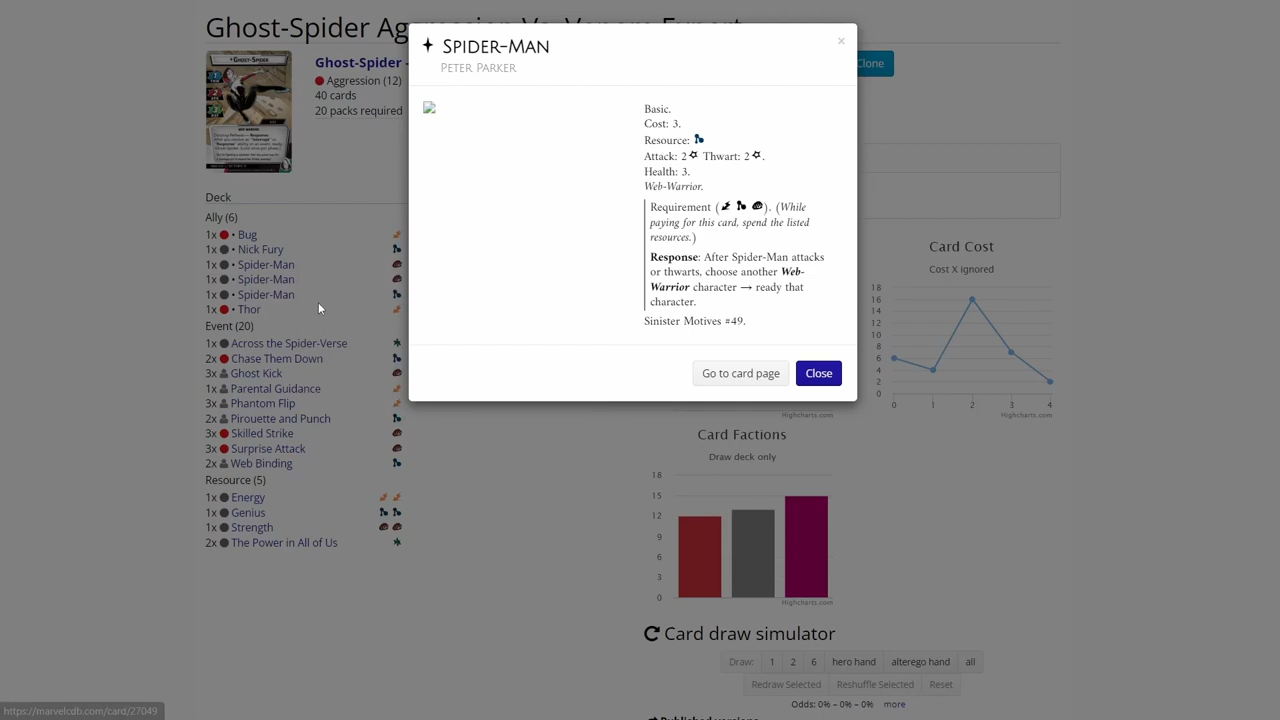 Ghost-Spider Aggression Vs. Venom Expert
Ghost-Spider -
Aggression (12)
40 cards
20 packs required
Clone
Deck
Ally (6)
1x • Bug
1x • Nick Fury
1x • Spider-Man
1x • Spider-Man
1x • Spider-Man
1x • Thor
Event (20)
1x Across the Spider-Verse
2x Chase Them Down
3x Ghost Kick
1x Parental Guidance
3x Phantom Flip
2x Pirouette and Punch
3x Skilled Strike
3x Surprise Attack
2x Web Binding
Resource (5)
1x Energy
1x Genius
1x Strength
2x The Power in All of Us
Spider-Man
Peter Parker
×
Basic.
Cost: 3.
Resource:
Attack: 2 Thwart: 2 .
Health: 3.
Web-Warrior.
Requirement ( ). (While
paying for this card, spend the listed
resources.)
Response: After Spider-Man attacks
or thwarts, choose another Web-
Warrior character → ready that
character.
Sinister Motives #49.
Go to card page
Close
Card Cost
Cost X ignored
18
16
14
12
10
8
6
4
2
0
0 1 2 3 4
Highcharts.com
Highcharts.com
Card Factions
Draw deck only
18
15
12
9
6
3
0
Highcharts.com
Card draw simulator
Draw: 1 2 6 hero hand alterego hand all
Redraw Selected Reshuffle Selected Reset
Odds: 0% – 0% – 0% more
https://marvelcdb.com/card/27049